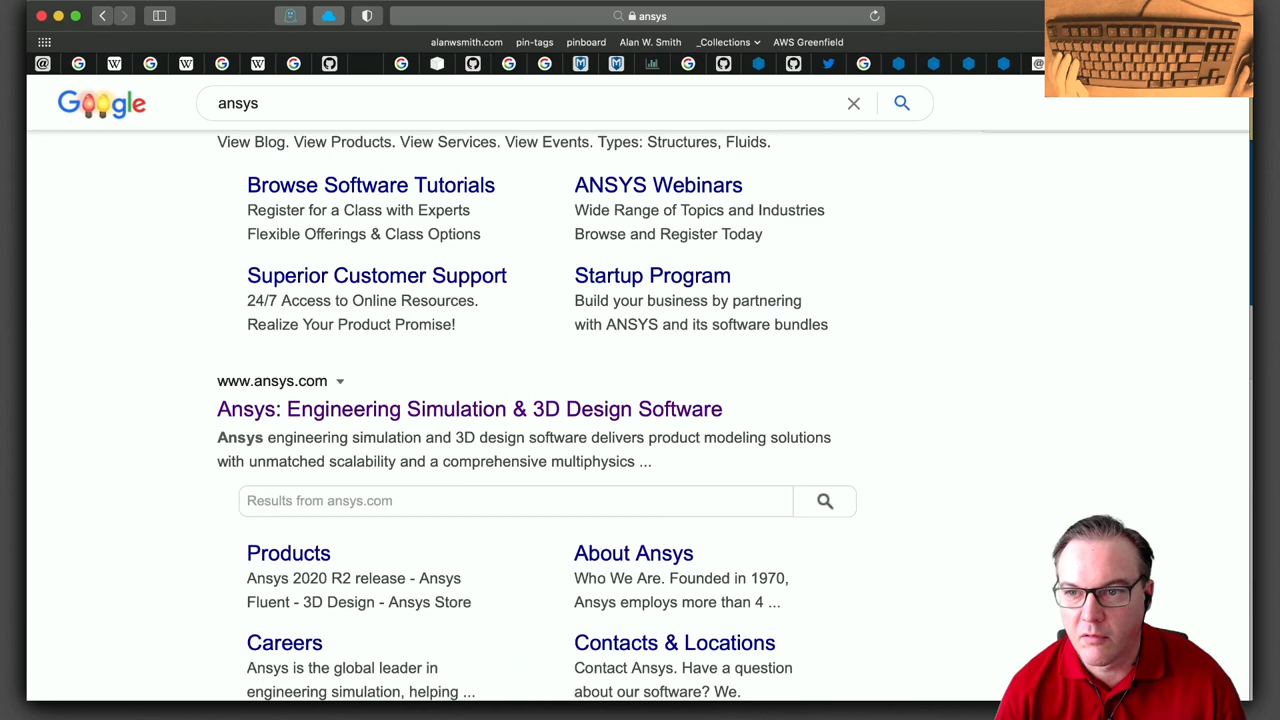 ansys
alanwsmith.com pin-tags pinboard Alan W. Smith _Collections AWS Greenfield
Google ansys
View Blog. View Products. View Services. View Events. Types: Structures, Fluids.
Browse Software Tutorials
Register for a Class with Experts
Flexible Offerings & Class Options
ANSYS Webinars
Wide Range of Topics and Industries
Browse and Register Today
Superior Customer Support
24/7 Access to Online Resources.
Realize Your Product Promise!
Startup Program
Build your business by partnering
with ANSYS and its software bundles
www.ansys.com
Ansys: Engineering Simulation & 3D Design Software
Ansys engineering simulation and 3D design software delivers product modeling solutions
with unmatched scalability and a comprehensive multiphysics ...
Results from ansys.com
Products
Ansys 2020 R2 release - Ansys
Fluent - 3D Design - Ansys Store
About Ansys
Who We Are. Founded in 1970,
Ansys employs more than 4 ...
Careers
Ansys is the global leader in
engineering simulation, helping ...
Contacts & Locations
Contact Ansys. Have a question
about our software? We.